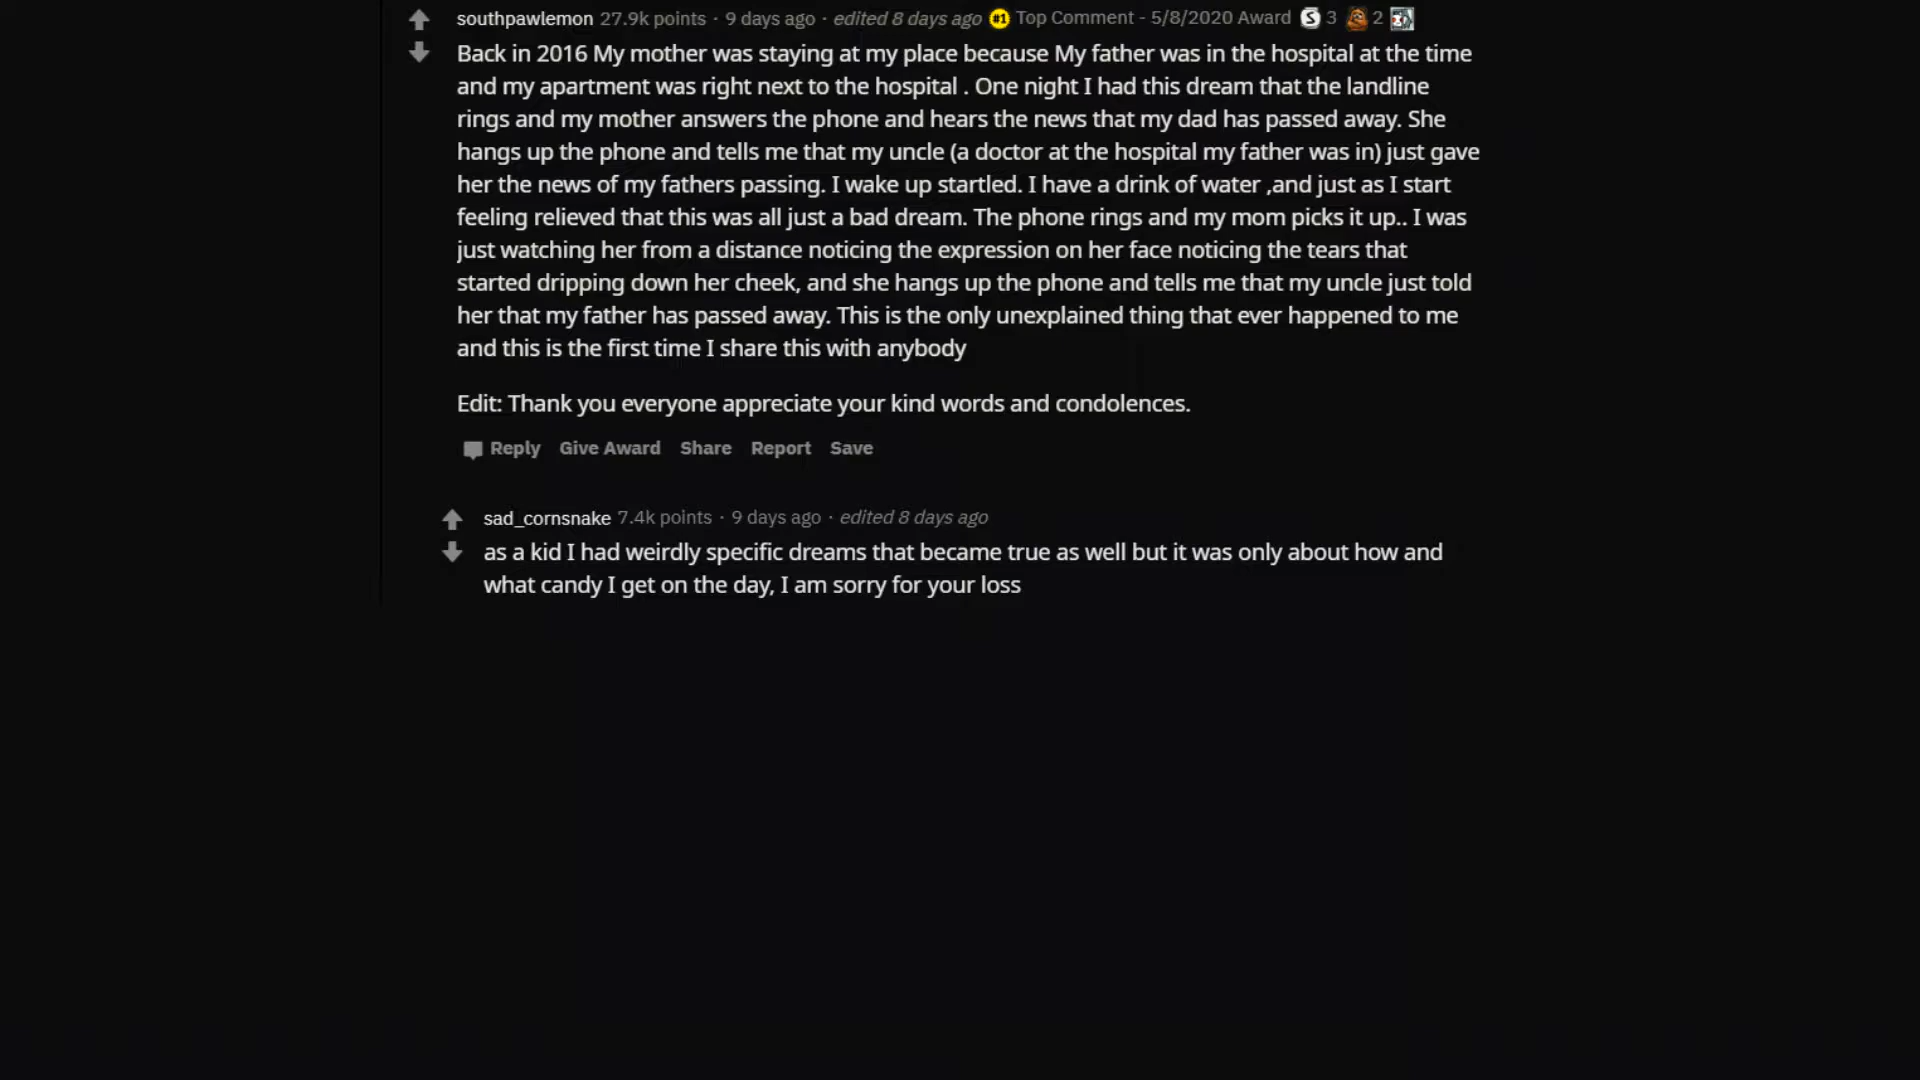 southpawlemon 27.9k points · 9 days ago · edited 8 days ago #1 Top Comment - 5/8/2020 Award S 3 2
Back in 2016 My mother was staying at my place because My father was in the hospital at the time
and my apartment was right next to the hospital . One night I had this dream that the landline
rings and my mother answers the phone and hears the news that my dad has passed away. She
hangs up the phone and tells me that my uncle (a doctor at the hospital my father was in) just gave
her the news of my fathers passing. I wake up startled. I have a drink of water ,and just as I start
feeling relieved that this was all just a bad dream. The phone rings and my mom picks it up.. I was
just watching her from a distance noticing the expression on her face noticing the tears that
started dripping down her cheek, and she hangs up the phone and tells me that my uncle just told
her that my father has passed away. This is the only unexplained thing that ever happened to me
and this is the first time I share this with anybody
Edit: Thank you everyone appreciate your kind words and condolences.
Reply Give Award Share Report Save
sad_cornsnake 7.4k points · 9 days ago · edited 8 days ago
as a kid I had weirdly specific dreams that became true as well but it was only about how and
what candy I get on the day, I am sorry for your loss